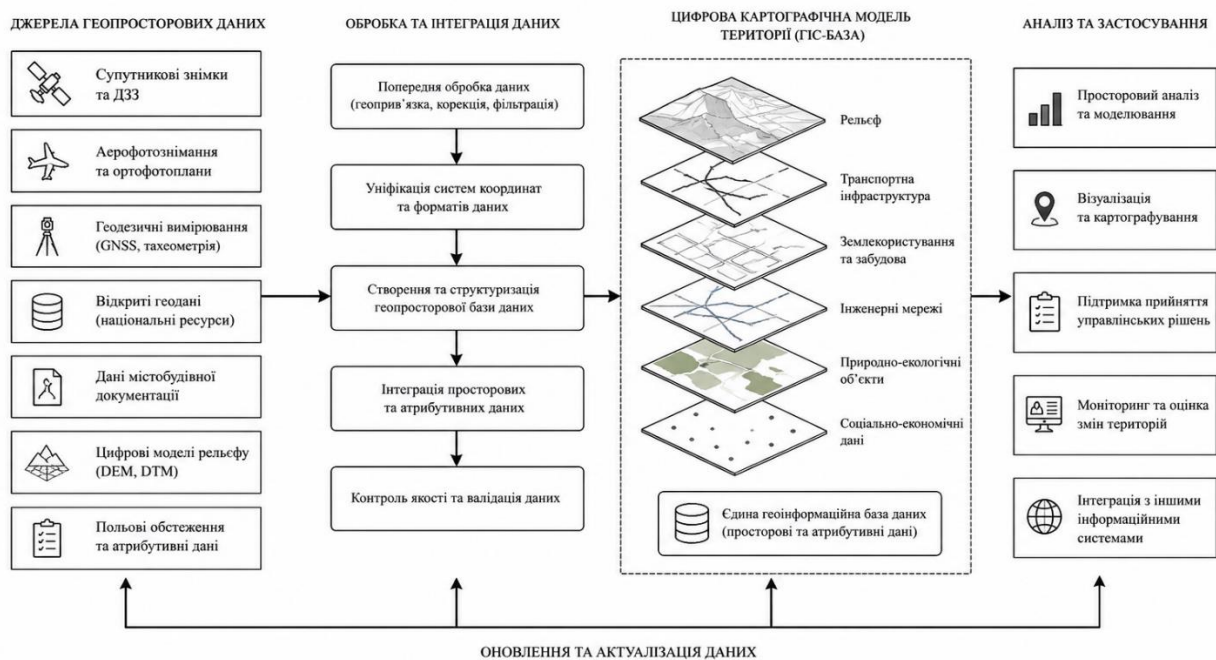 ДЖЕРЕЛА ГЕОПРОСТОРОВИХ ДАНИХ
Супутникові знімки
та ДЗЗ
Аерофотознімання
та ортофотоплани
Геодезичні вимірювання
(GNSS, тахеометрія)
Відкриті геодані
(національні ресурси)
Дані містобудівної
документації
Цифрові моделі рельєфу
(DEM, DTM)
Польові обстеження
та атрибутивні дані
ОБРОБКА ТА ІНТЕГРАЦІЯ ДАНИХ
Попередня обробка даних
(геоприв’язка, корекція, фільтрація)
Уніфікація систем координат
та форматів даних
Створення та структуризація
геопросторової бази даних
Інтеграція просторових
та атрибутивних даних
Контроль якості та валідація даних
ЦИФРОВА КАРТОГРАФІЧНА МОДЕЛЬ
ТЕРИТОРІЇ (ГІС-БАЗА)
Рельєф
Транспортна
інфраструктура
Землекористування
та забудова
Інженерні мережі
Природно-екологічні
об’єкти
Соціально-економічні
дані
Єдина геоінформаційна база даних
(просторові та атрибутивні дані)
АНАЛІЗ ТА ЗАСТОСУВАННЯ
Просторовий аналіз
та моделювання
Візуалізація
та картографування
Підтримка прийняття
управлінських рішень
Моніторинг та оцінка
змін територій
Інтеграція з іншими
інформаційними
системами
ОНОВЛЕННЯ ТА АКТУАЛІЗАЦІЯ ДАНИХ